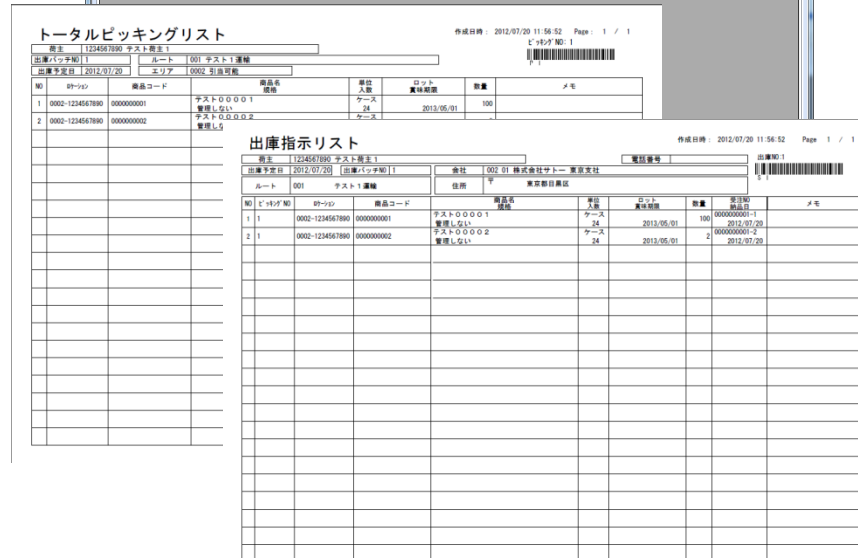 トータルピッキングリスト
作成日時： 2012/07/20 11:56:52 Page： 1 / 1
ﾋﾟｯｷﾝｸﾞNO：1
荷主 1234567890 テスト荷主１
出庫バッチNO 1 ルート 001 テスト１運輸
出庫予定日 2012/07/20 エリア 0002 引当可能
NO ﾛｹｰｼｮﾝ 商品コード 商品名 規格 単位 入数 ロット 賞味期限 数量 メモ
1 0002-1234567890 0000000001 テスト０００００１ ケース 100
管理しない 24 2013/05/01
2 0002-1234567890 0000000002 テスト０００００２ ケース
出庫指示リスト
作成日時： 2012/07/20 11:56:52 Page 1 / 1
出庫NO:1
荷主 1234567890 テスト荷主１ 電話番号
出庫予定日 2012/07/20 出庫バッチNO 1 会社 002 01 株式会社サトー 東京支社
ルート 001 テスト１運輸 住所 〒 東京都目黒区
NO ﾋﾟｯｷﾝｸﾞNO ﾛｹｰｼｮﾝ 商品コード 商品名 規格 単位 入数 ロット 賞味期限 数量 受注NO 納品日 メモ
1 1 0002-1234567890 0000000001 テスト０００００１ ケース 100 0000000001-1
管理しない 24 2013/05/01 2012/07/20
2 1 0002-1234567890 0000000002 テスト０００００２ ケース 2 0000000001-2
管理しない 24 2013/05/01 2012/07/20